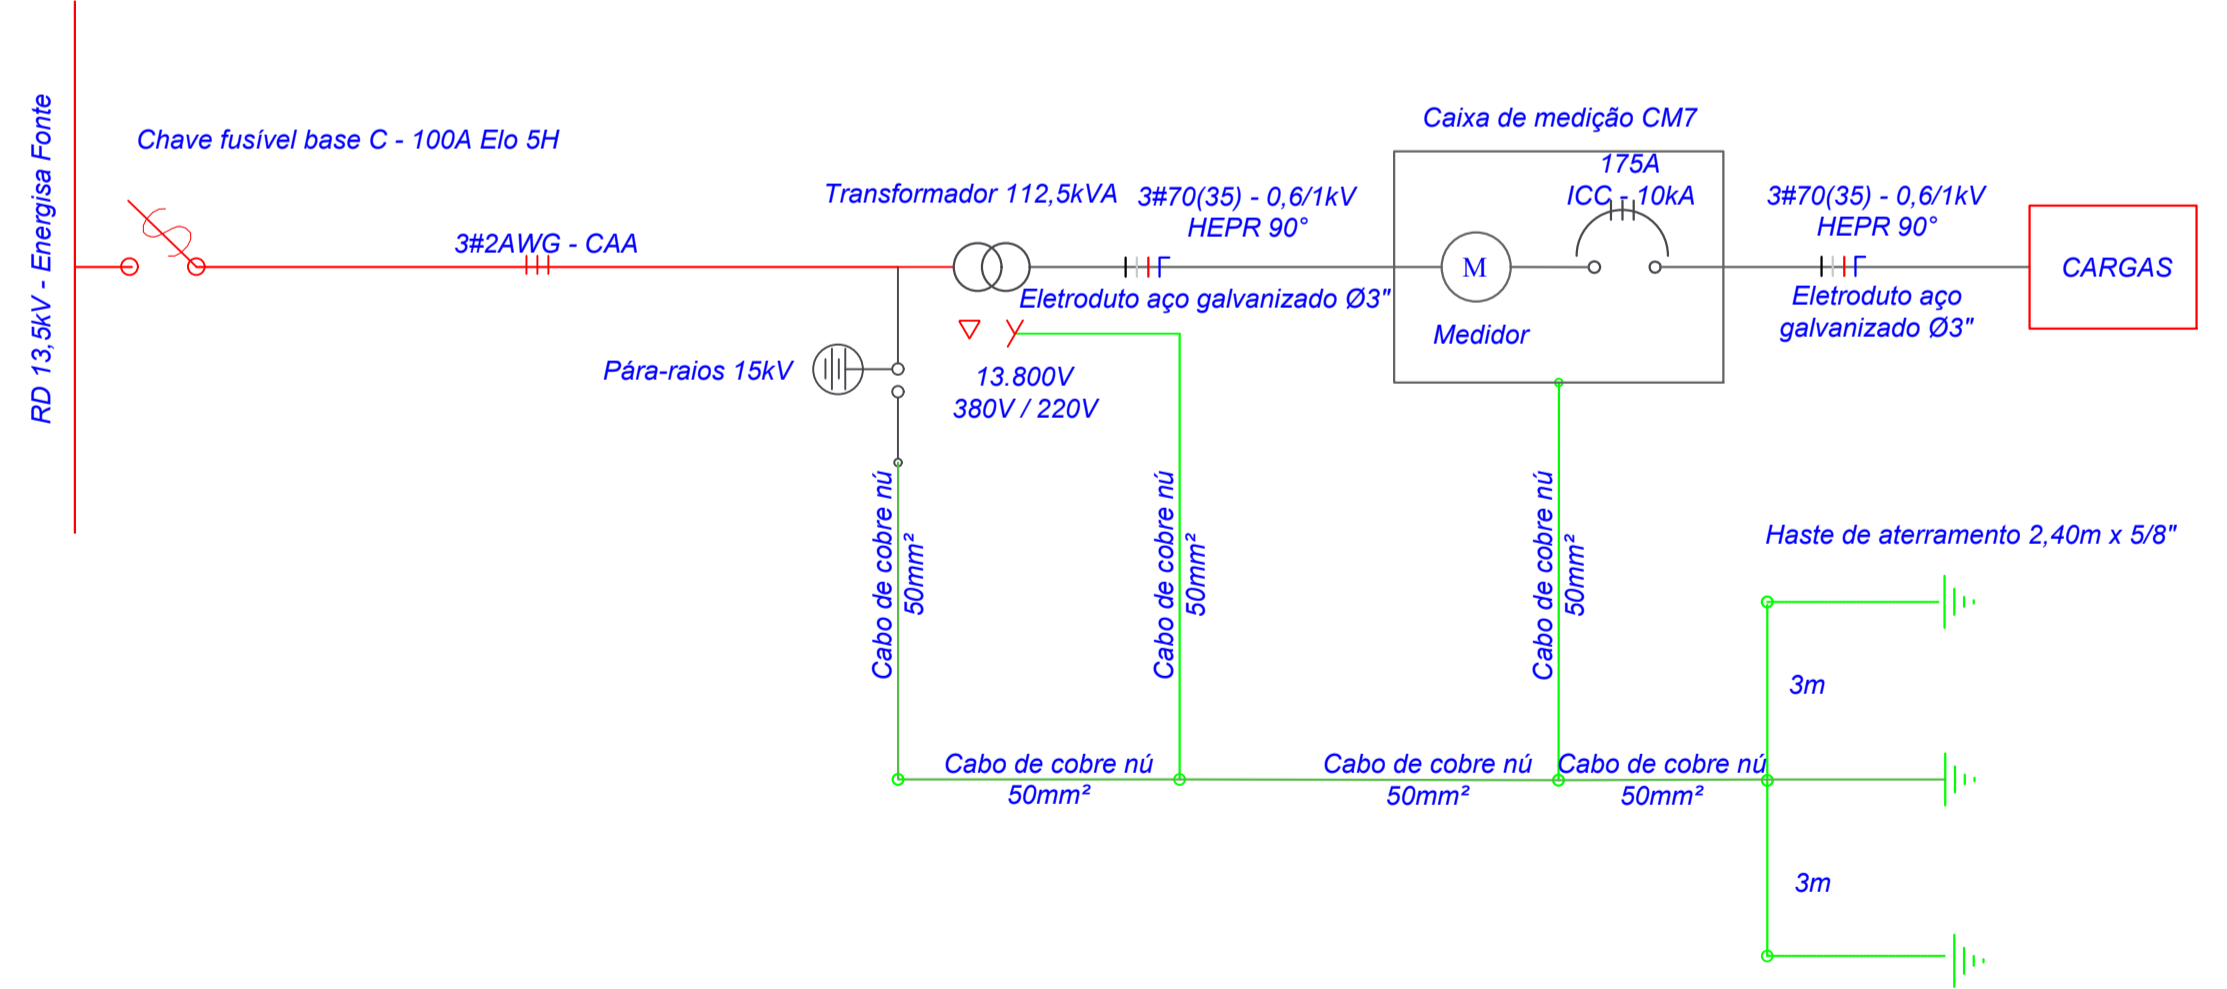 RD 13,5kV - Energisa Fonte
Chave fusível base C - 100A Elo 5H
3#2AWG - CAA
Transformador 112,5kVA
3#70(35) - 0,6/1kV
HEPR 90°
Eletroduto aço galvanizado Ø3"
Caixa de medição CM7
175A
ICC - 10kA
M
Medidor
3#70(35) - 0,6/1kV
HEPR 90°
Eletroduto aço
galvanizado Ø3"
CARGAS
Pára-raios 15kV
13.800V
380V / 220V
Cabo de cobre nú
50mm²
Cabo de cobre nú
50mm²
Cabo de cobre nú
50mm²
Haste de aterramento 2,40m x 5/8"
3m
Cabo de cobre nú
50mm²
Cabo de cobre nú
50mm²
Cabo de cobre nú
50mm²
3m